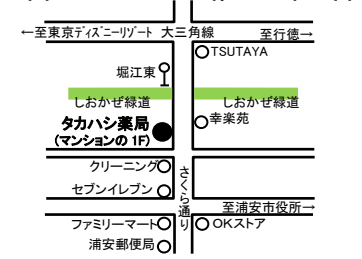 ←至東京ディズニーリゾート 大三角線 至行徳→
TSUTAYA
堀江東
しおかぜ緑道 しおかぜ緑道
タカハシ薬局
(マンションの 1F)
幸楽苑
クリーニング
セブンイレブン
さくら通り
至浦安市役所→
ファミリーマート
OKストア
浦安郵便局